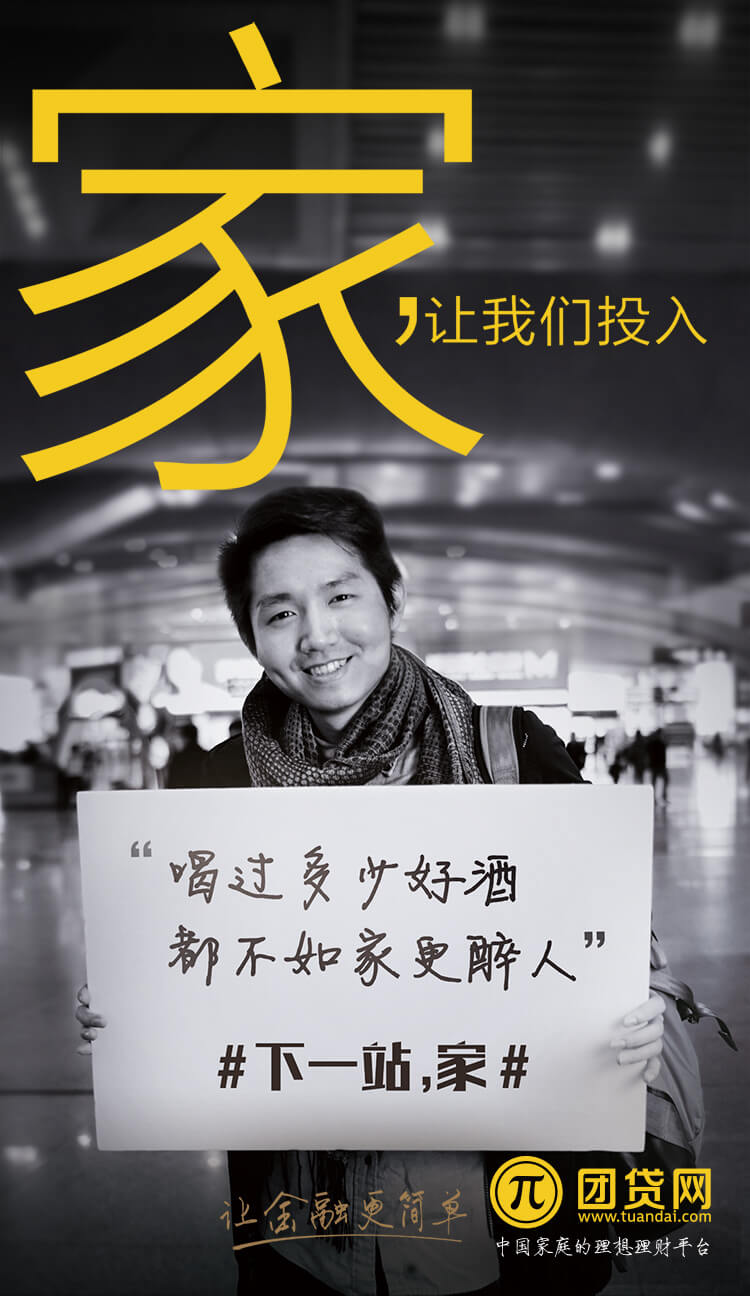 家
,让我们投入
“喝过多少好酒
都不如家更醉人”
#下一站,家#
让金融更简单
π 团贷网
www.tuandai.com
中国家庭的理想理财平台